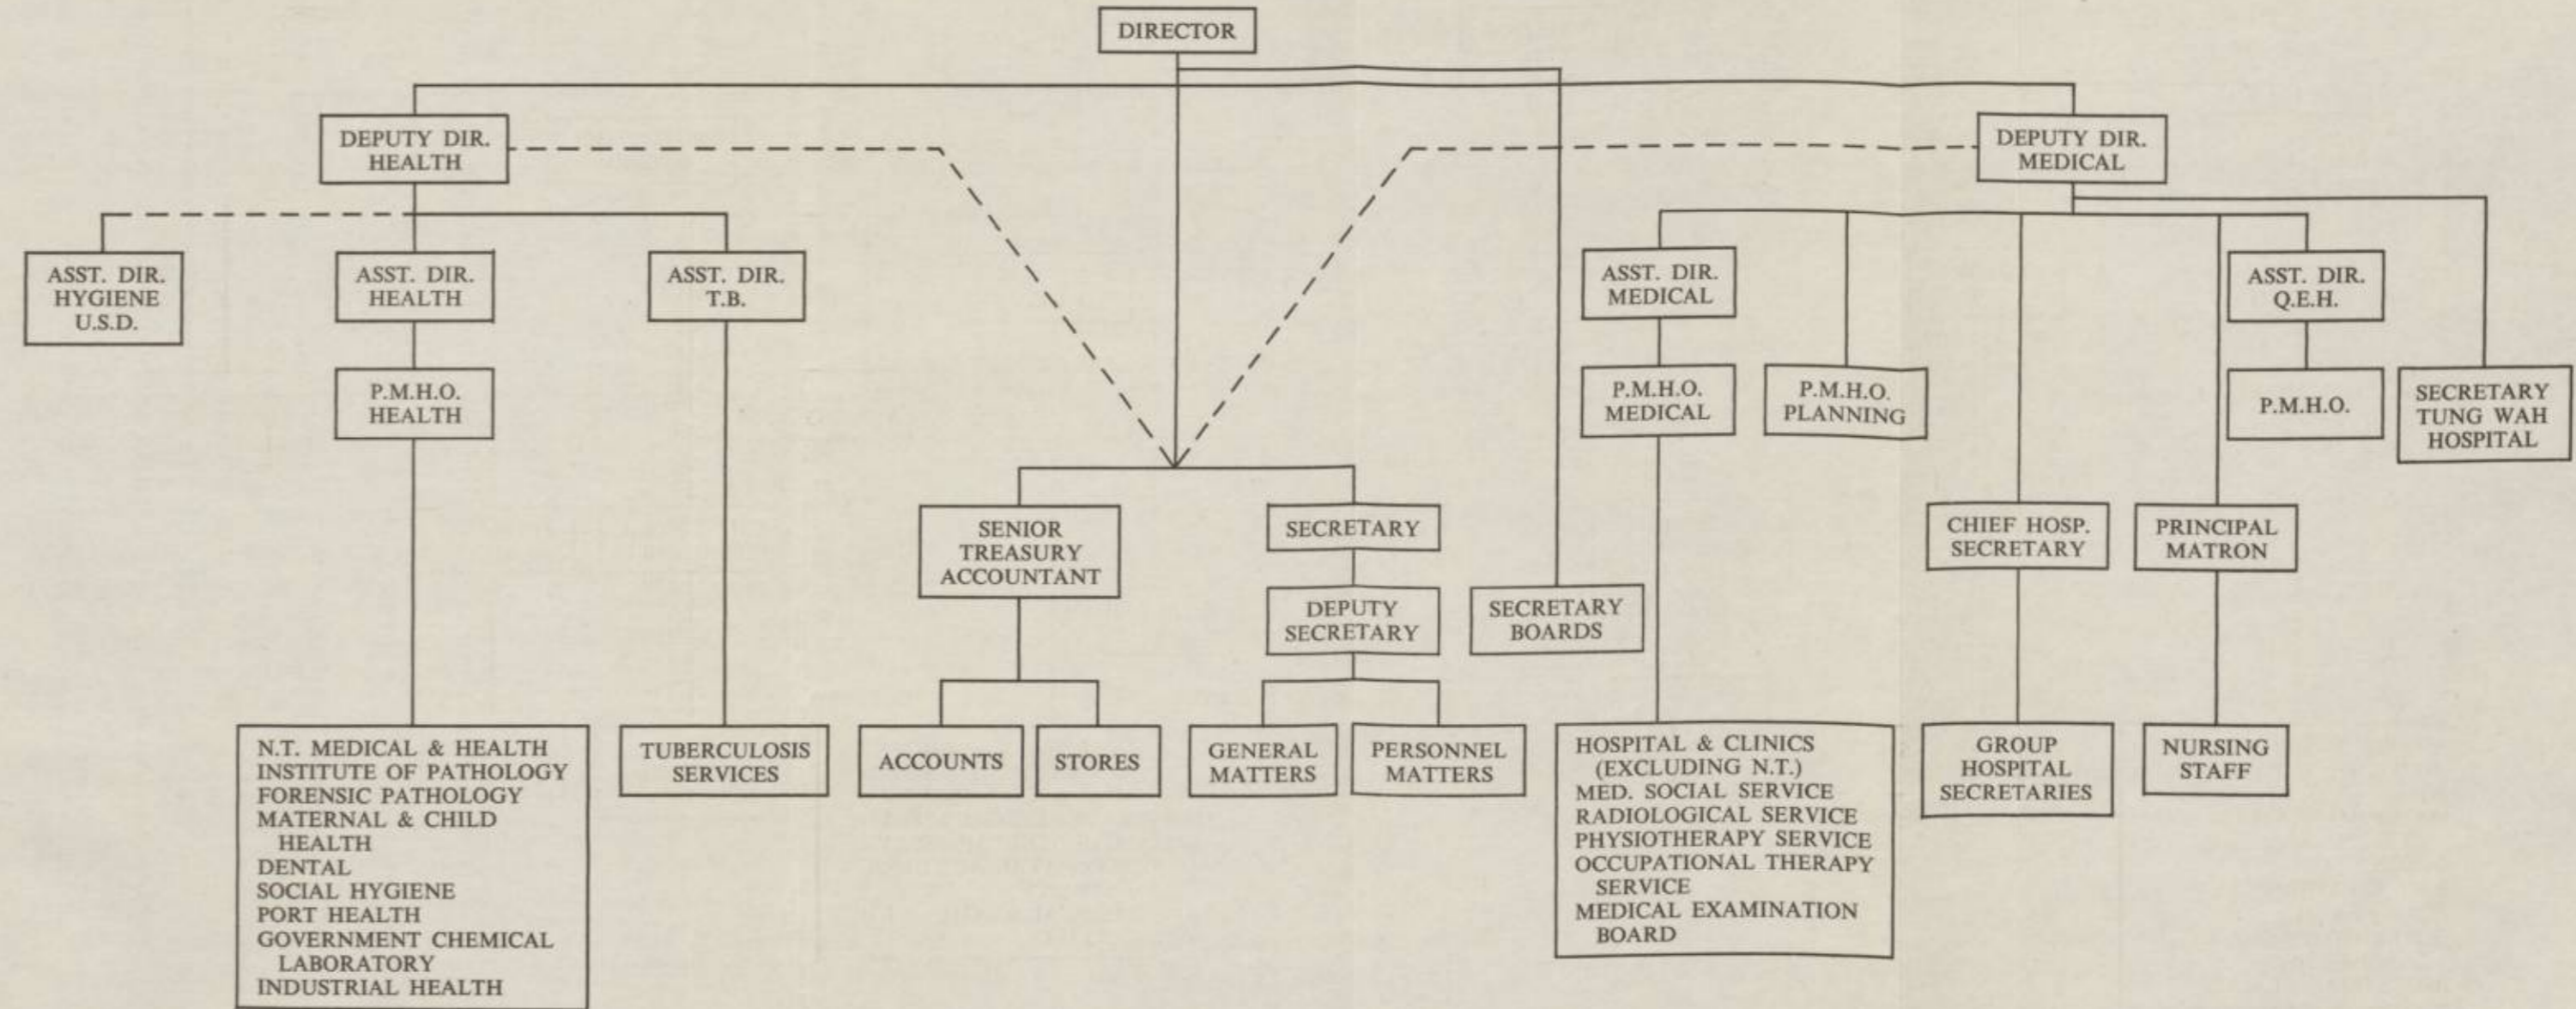 DIRECTOR
DEPUTY DIR.
HEALTH
DEPUTY DIR.
MEDICAL
ASST. DIR.
HYGIENE
U.S.D.
ASST. DIR.
HEALTH
ASST. DIR.
T.B.
ASST. DIR.
MEDICAL
ASST. DIR.
Q.E.H.
P.M.H.O.
HEALTH
P.M.H.O.
MEDICAL
P.M.H.O.
PLANNING
P.M.H.O.
SECRETARY
TUNG WAH
HOSPITAL
SENIOR
TREASURY
ACCOUNTANT
SECRETARY
DEPUTY
SECRETARY
SECRETARY
BOARDS
CHIEF HOSP.
SECRETARY
PRINCIPAL
MATRON
N.T. MEDICAL & HEALTH
INSTITUTE OF PATHOLOGY
FORENSIC PATHOLOGY
MATERNAL & CHILD
HEALTH
DENTAL
SOCIAL HYGIENE
PORT HEALTH
GOVERNMENT CHEMICAL
LABORATORY
INDUSTRIAL HEALTH
TUBERCULOSIS
SERVICES
ACCOUNTS
STORES
GENERAL
MATTERS
PERSONNEL
MATTERS
HOSPITAL & CLINICS
(EXCLUDING N.T.)
MED. SOCIAL SERVICE
RADIOLOGICAL SERVICE
PHYSIOTHERAPY SERVICE
OCCUPATIONAL THERAPY
SERVICE
MEDICAL EXAMINATION
BOARD
GROUP
HOSPITAL
SECRETARIES
NURSING
STAFF